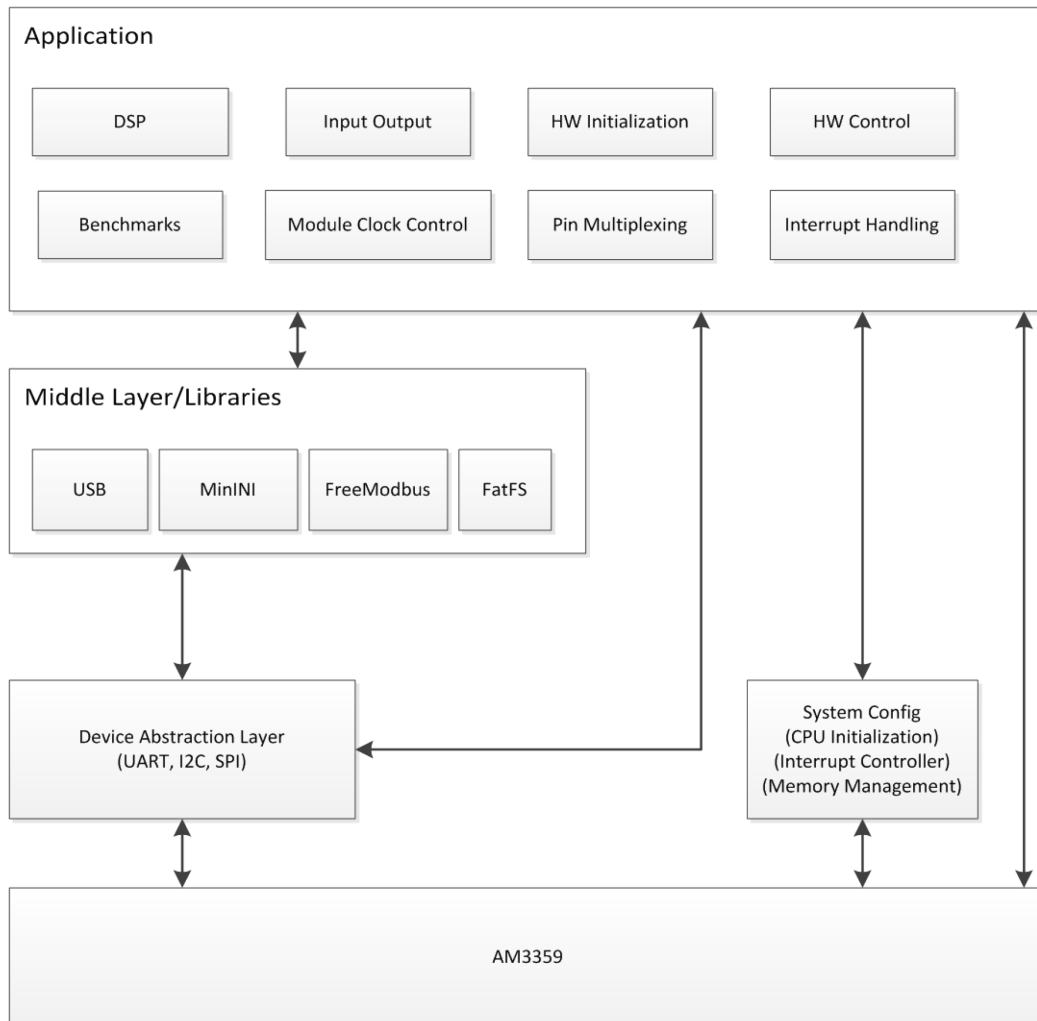 Application
DSP
Input Output
HW Initialization
HW Control
Benchmarks
Module Clock Control
Pin Multiplexing
Interrupt Handling
Middle Layer/Libraries
USB
MinINI
FreeModbus
FatFS
Device Abstraction Layer
(UART, I2C, SPI)
System Config
(CPU Initialization)
(Interrupt Controller)
(Memory Management)
AM3359